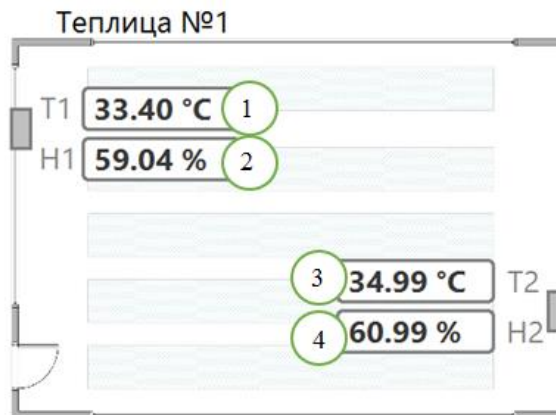 Теплица №1
T1 33.40 °C 1
H1 59.04 % 2
3 34.99 °C T2
4 60.99 % H2